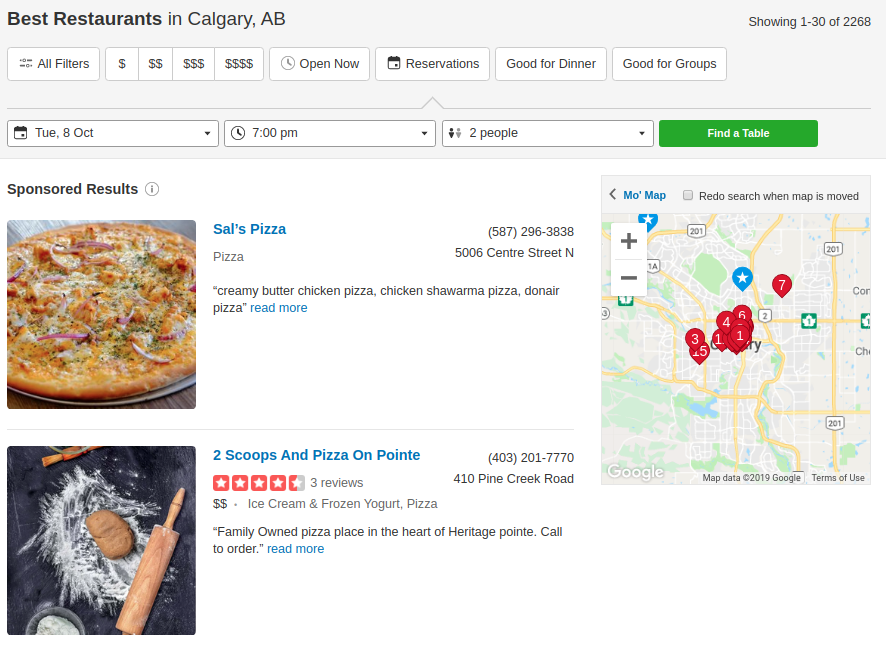 Best Restaurants in Calgary, AB
Showing 1-30 of 2268
All Filters
$
$$
$$$
$$$$
Open Now
Reservations
Good for Dinner
Good for Groups
Tue, 8 Oct
7:00 pm
2 people
Find a Table
Sponsored Results
Sal's Pizza
(587) 296-3838
Pizza
5006 Centre Street N
“creamy butter chicken pizza, chicken shawarma pizza, donair
pizza” read more
2 Scoops And Pizza On Pointe
(403) 201-7770
3 reviews
410 Pine Creek Road
$$ · Ice Cream & Frozen Yogurt, Pizza
“Family Owned pizza place in the heart of Heritage pointe. Call
to order.” read more
Mo' Map
Redo search when map is moved
201
201
1A
7
1
2
1
4
6
3
1
15
201
Google
Map data ©2019 Google
Terms of Use